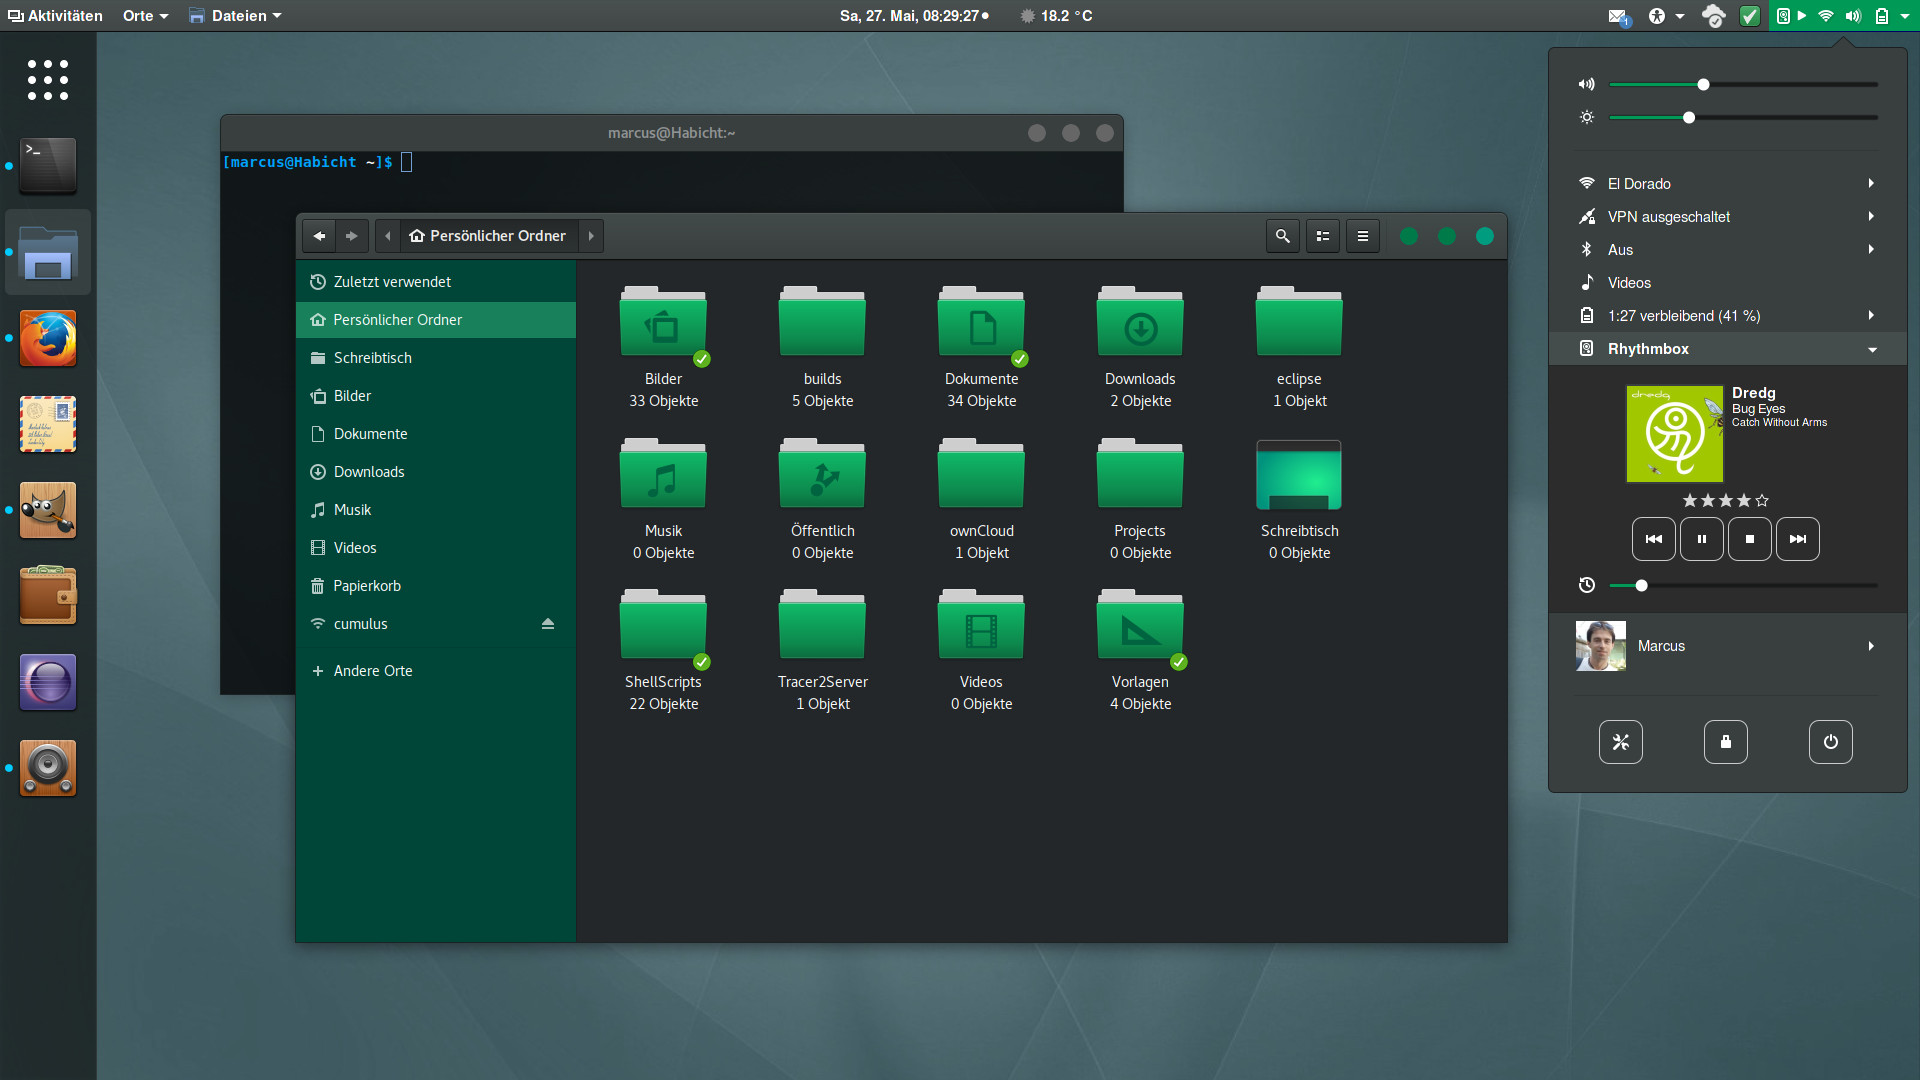 Aktivitäten Orte Dateien Sa, 27. Mai, 08:29:27 18.2 °C 1
marcus@Habicht:~
[marcus@Habicht ~]$
Persönlicher Ordner
Zuletzt verwendet
Persönlicher Ordner
Schreibtisch
Bilder
Dokumente
Downloads
Musik
Videos
Papierkorb
cumulus
Andere Orte
Bilder builds Dokumente Downloads eclipse
33 Objekte 5 Objekte 34 Objekte 2 Objekte 1 Objekt
Musik Öffentlich ownCloud Projects Schreibtisch
0 Objekte 0 Objekte 1 Objekt 0 Objekte 0 Objekte
ShellScripts Tracer2Server Videos Vorlagen
22 Objekte 1 Objekt 0 Objekte 4 Objekte
El Dorado
VPN ausgeschaltet
Aus
Videos
1:27 verbleibend (41 %)
Rhythmbox
dredg
Dredg
Bug Eyes
Catch Without Arms
Marcus